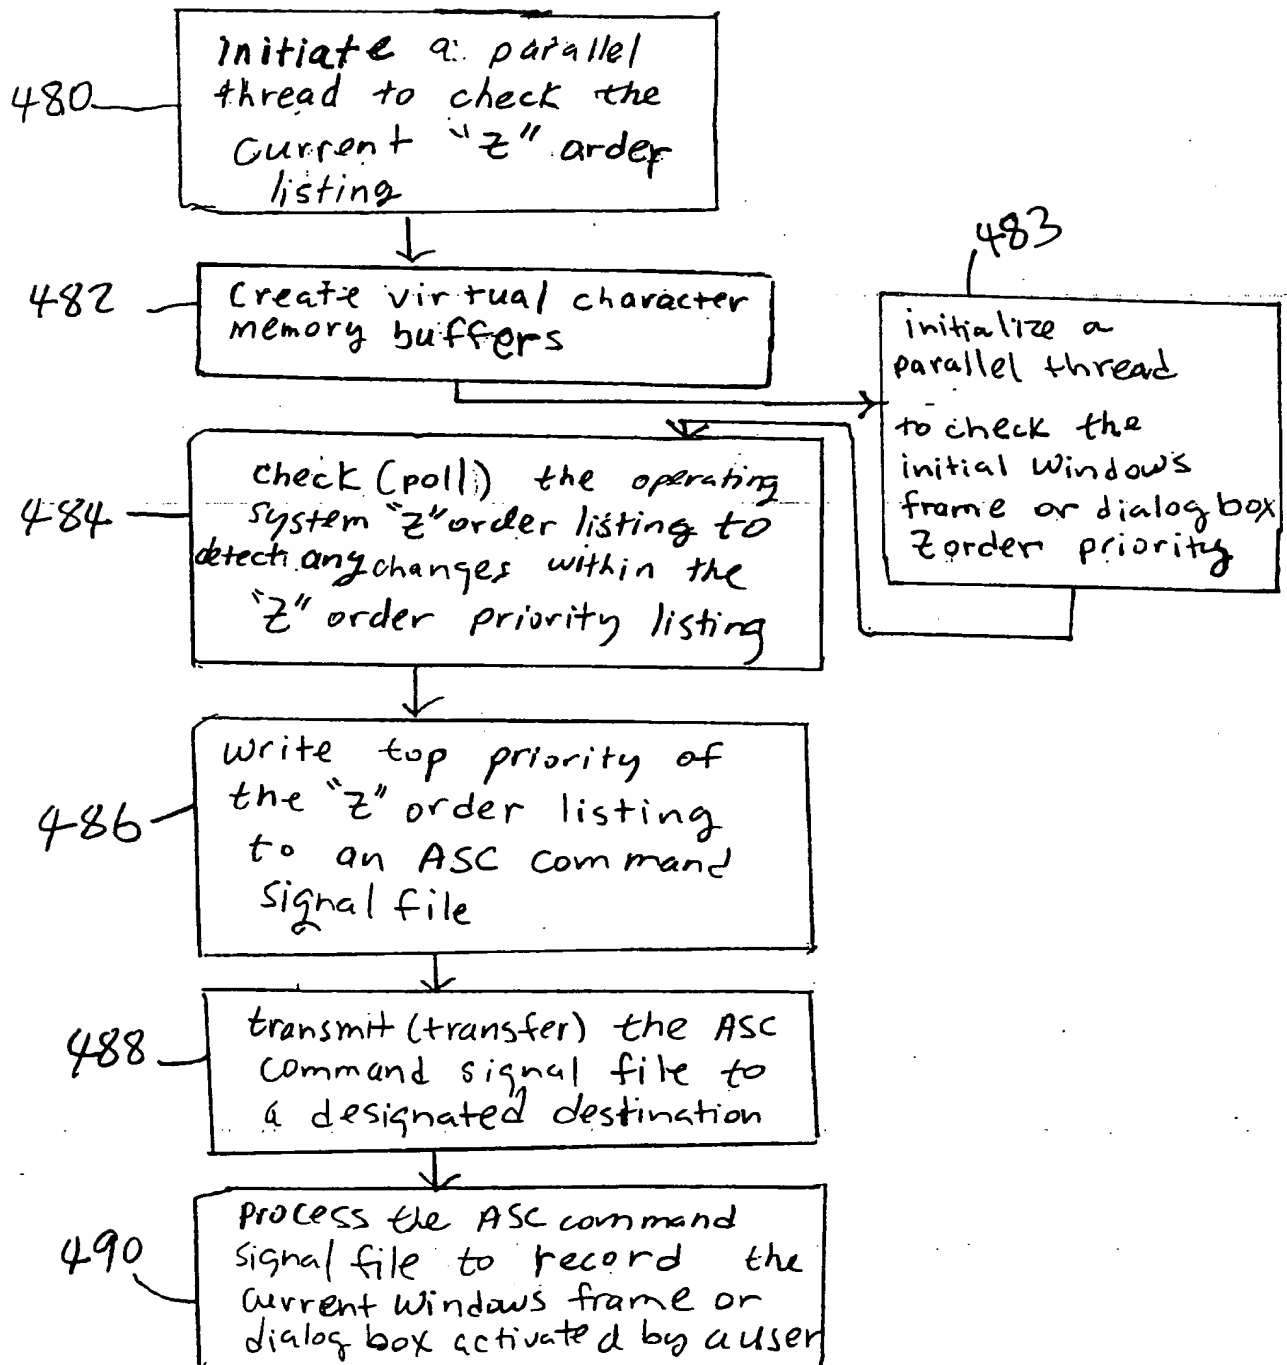 480
Initiate a parallel
thread to check the
current "Z" order
listing
482
Create virtual character
memory buffers
483
initialize a
parallel thread
to check the
initial Windows
frame or dialog box
Z order priority
484
check (poll) the operating
system "Z" order listing to
detect any changes within the
"Z" order priority listing
486
write top priority of
the "Z" order listing
to an ASC command
signal file
488
transmit (transfer) the ASC
command signal file to
a designated destination
490
process the ASC command
signal file to record the
current Windows frame or
dialog box activated by a user